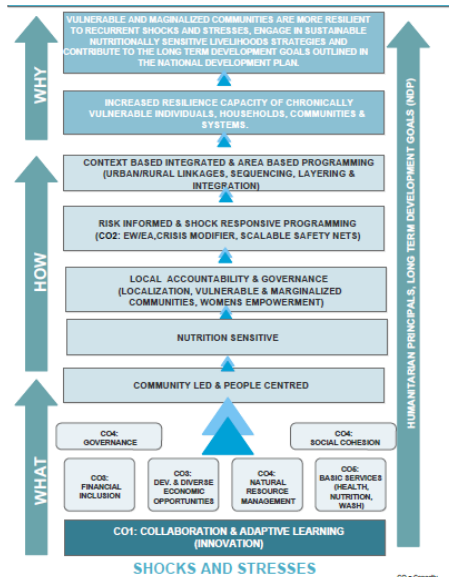 VULNERABLE AND MAGINALIZED COMMUNITIES ARE MORE RESILIENT
TO RECURRENT SHOCKS AND STRESSES, ENGAGE IN SUSTAINABLE
NUTRITIONALLY SENSITIVE LIVELIHOODS STRATEGIES AND
CONTRIBUTE TO THE LONG TERM DEVELOPMENT GOALS OUTLINED IN
THE NATIONAL DEVELOPMENT PLAN.
WHY
INCREASED RESILIENCE CAPACITY OF CHRONICALLY
VULNERABLE INDIVIDUALS, HOUSEHOLDS, COMMUNITIES &
SYSTEMS.
CONTEXT BASED INTEGRATED & AREA BASED PROGRAMMING
(URBAN/RURAL LINKAGES, SEQUENCING, LAYERING &
INTEGRATION)
HOW
RISK INFORMED & SHOCK RESPONSIVE PROGRAMMING
(CO2: EW/EA,CRISIS MODIFIER, SCALABLE SAFETY NETS)
LOCAL ACCOUNTABILITY & GOVERNANCE
(LOCALIZATION, VULNERABLE & MARGINALIZED
COMMUNITIES, WOMENS EMPOWERMENT)
NUTRITION SENSITIVE
COMMUNITY LED & PEOPLE CENTRED
WHAT
CO4:
GOVERNANCE
CO4:
SOCIAL COHESION
CO3:
FINANCIAL
INCLUSION
CO3:
DEV. & DIVERSE
ECONOMIC
OPPORTUNITIES
CO4:
NATURAL
RESOURCE
MANAGEMENT
CO5:
BASIC SERVICES
(HEALTH,
NUTRITION,
WASH)
CO1: COLLABORATION & ADAPTIVE LEARNING
(INNOVATION)
SHOCKS AND STRESSES
HUMANITARIAN PRINCIPALS, LONG TERM DEVELOPMENT GOALS (NDP)